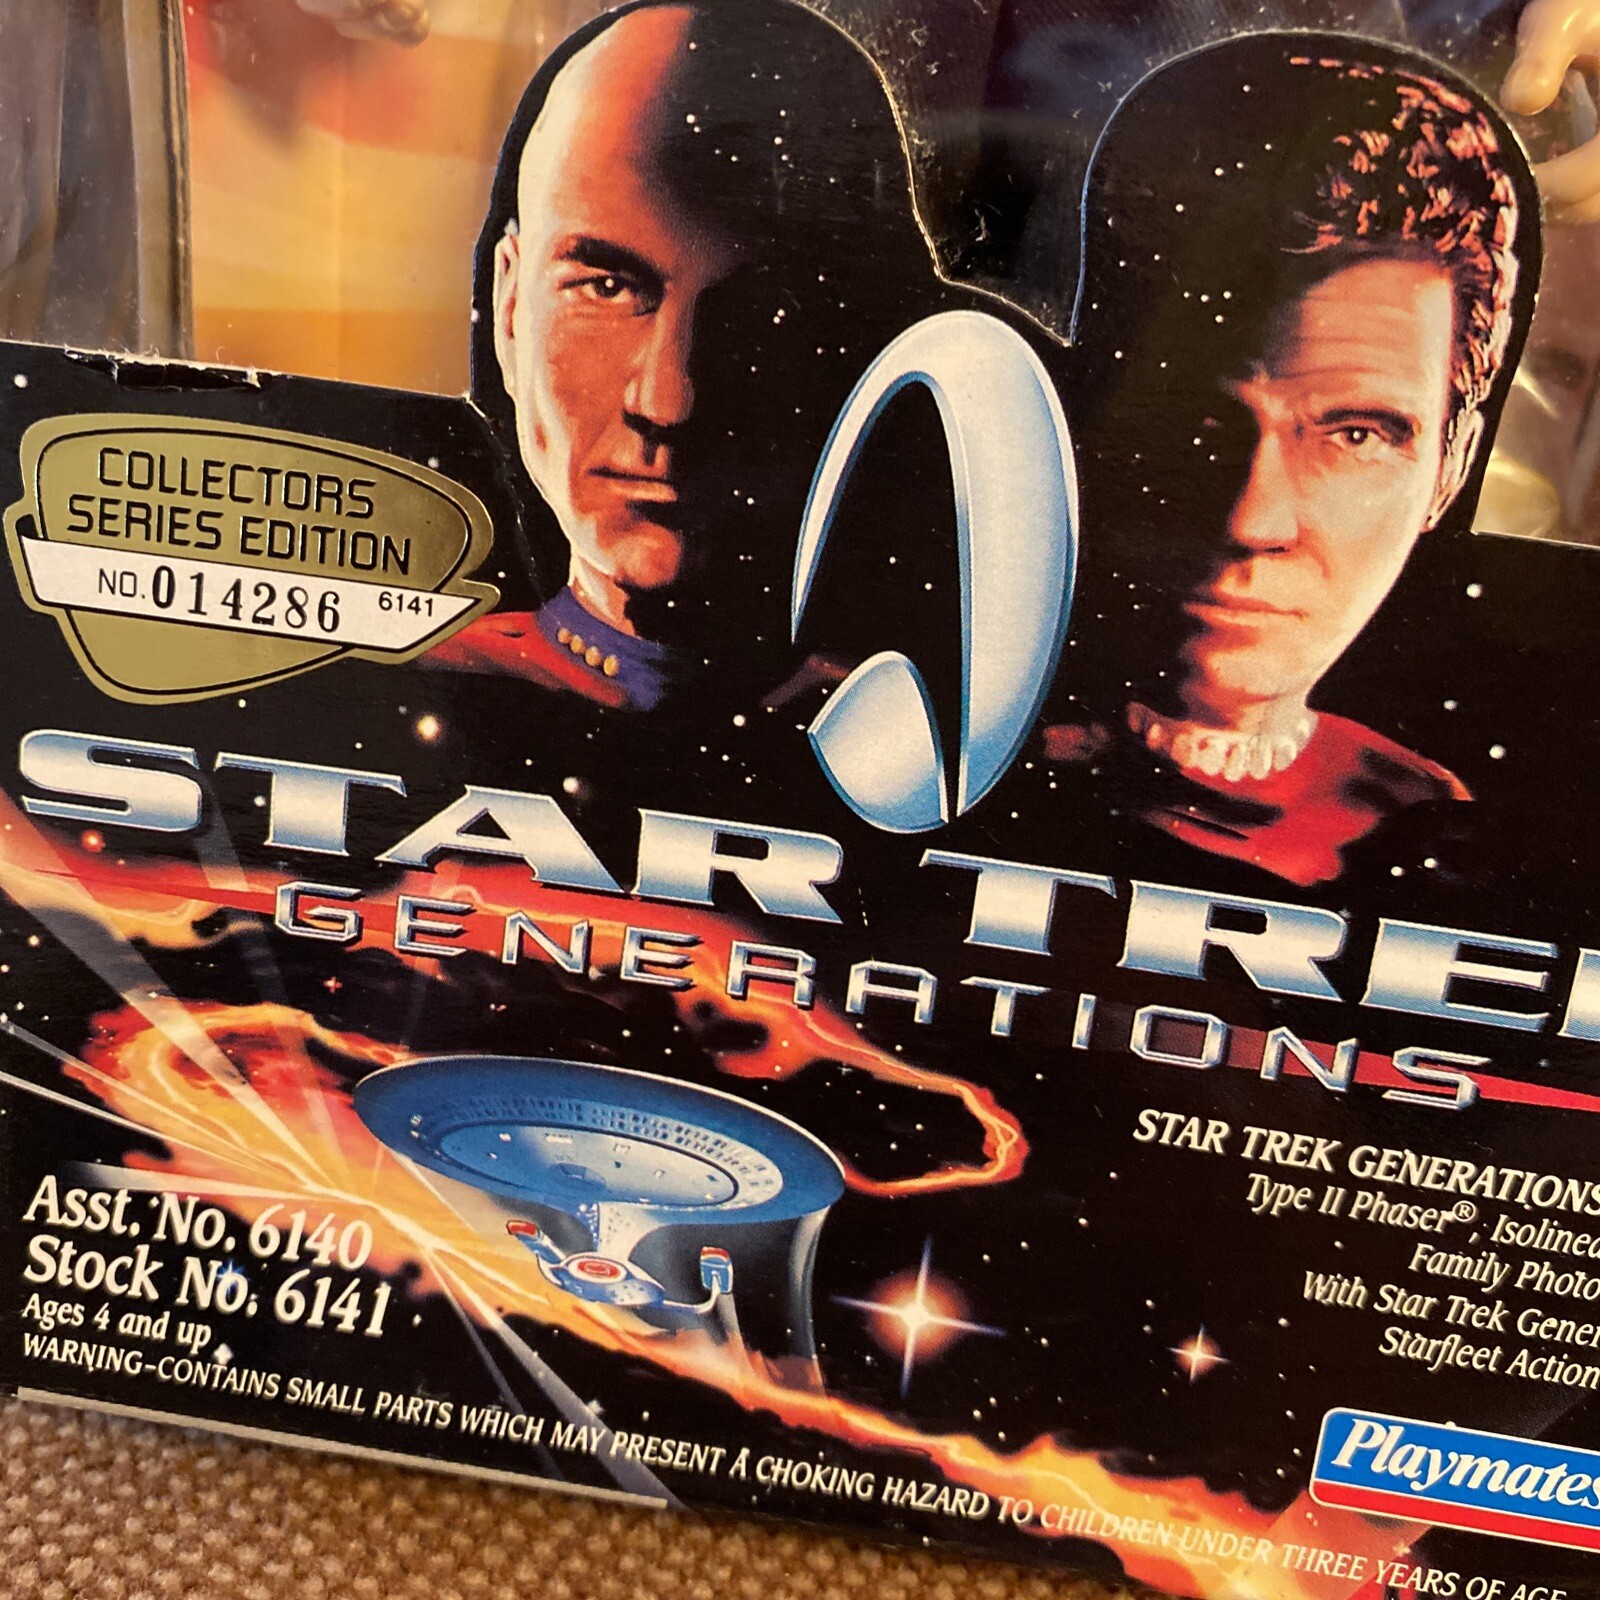 COLLECTORS
SERIES EDITION
NO. 014286 6141
STAR TREK
GENERATIONS
STAR TREK GENERATIONS
Type II Phaser®, Isolinea
Family Photo
With Star Trek Gener
Starfleet Action
Asst. No. 6140
Stock No. 6141
Ages 4 and up
WARNING-CONTAINS SMALL PARTS WHICH MAY PRESENT A CHOKING HAZARD TO CHILDREN UNDER THREE YEARS OF AGE
Playmates